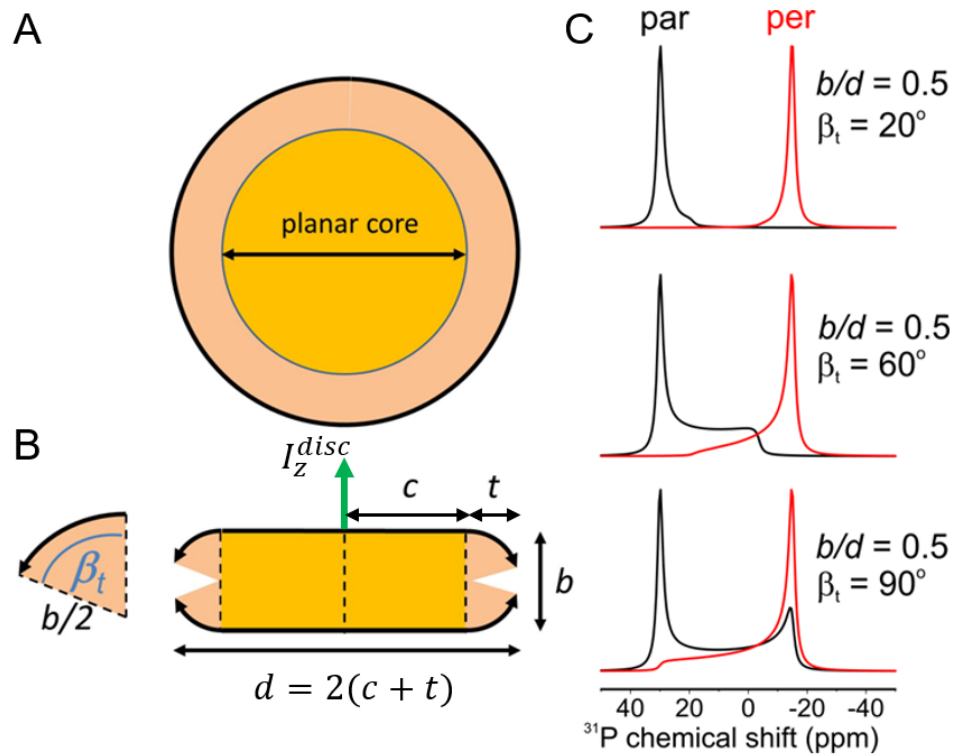 A
planar core
B
I_z^{disc}
c
t
β_t
b/2
b
d = 2(c + t)
C
par per
b/d = 0.5
β_t = 20°
b/d = 0.5
β_t = 60°
b/d = 0.5
β_t = 90°
40 20 0 -20 -40
³¹P chemical shift (ppm)